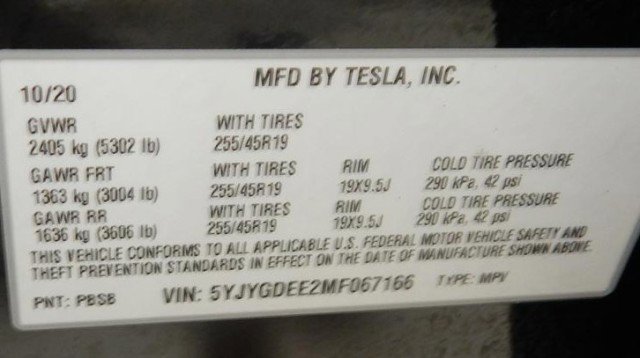 MFD BY TESLA, INC.
10/20
GVWR WITH TIRES
2405 kg (5302 lb) 255/45R19
GAWR FRT WITH TIRES RIM COLD TIRE PRESSURE
1363 kg (3004 lb) 255/45R19 19X9.5J 290 kPa, 42 psi
GAWR RR WITH TIRES RIM COLD TIRE PRESSURE
1636 kg (3606 lb) 255/45R19 19X9.5J 290 kPa, 42 psi
THIS VEHICLE CONFORMS TO ALL APPLICABLE U.S. FEDERAL MOTOR VEHICLE SAFETY AND
THEFT PREVENTION STANDARDS IN EFFECT ON THE DATE OF MANUFACTURE SHOWN ABOVE.
PNT: PBSB VIN: 5YJYGDEE2MF067166 TYPE: MPV